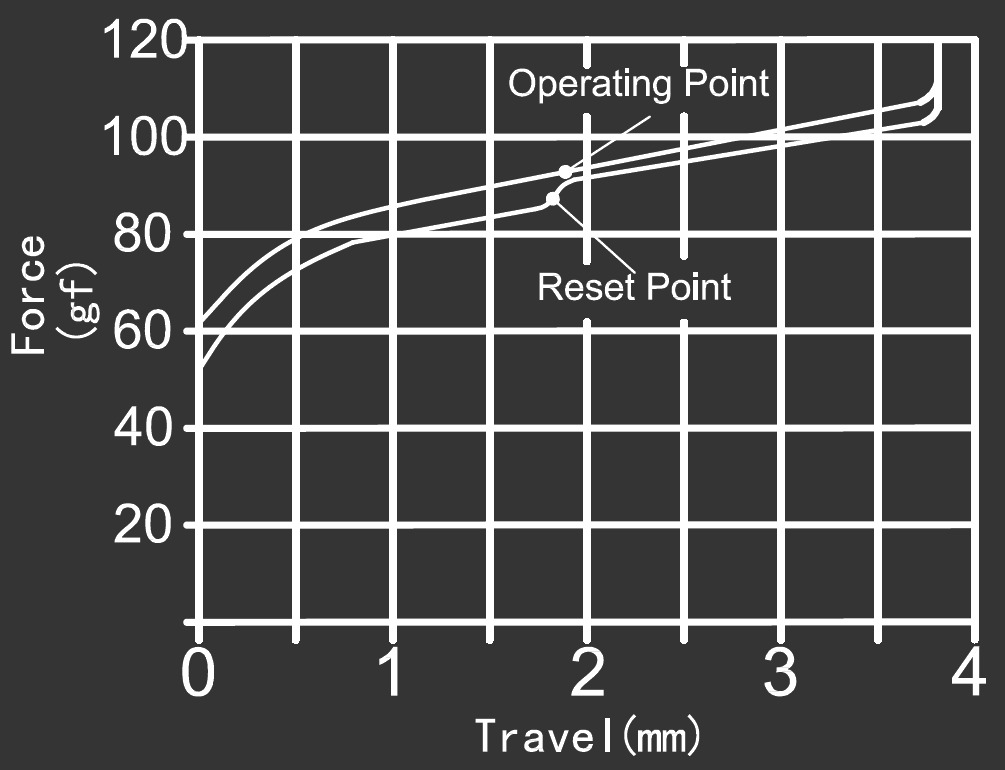 120
Operating Point
100
80
Reset Point
60
40
20
0 1 2 3 4
Force
(gf)
Travel(mm)